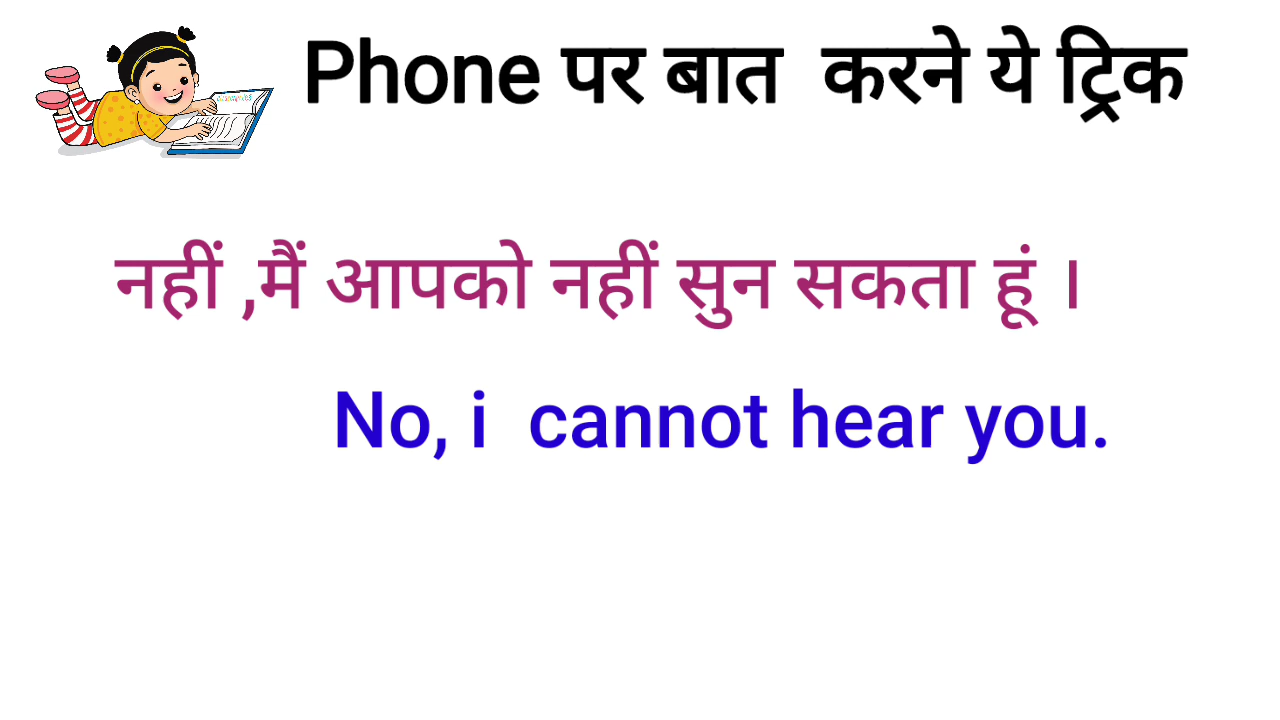 Phone पर बात करने ये ट्रिक
नहीं ,मैं आपको नहीं सुन सकता हूं ।
No, i cannot hear you.